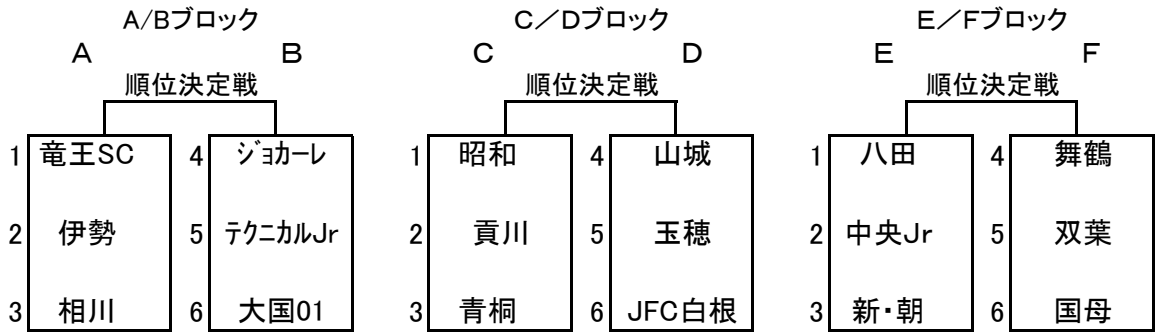 A/Bブロック C/Dブロック E/Fブロック
A B C D E F
順位決定戦 順位決定戦 順位決定戦
1 竜王SC 4 ジョカーレ 1 昭和 4 山城 1 八田 4 舞鶴
2 伊勢 5 テクニカルJr 2 貢川 5 玉穂 2 中央Jr 5 双葉
3 相川 6 大国01 3 青桐 6 JFC白根 3 新・朝 6 国母